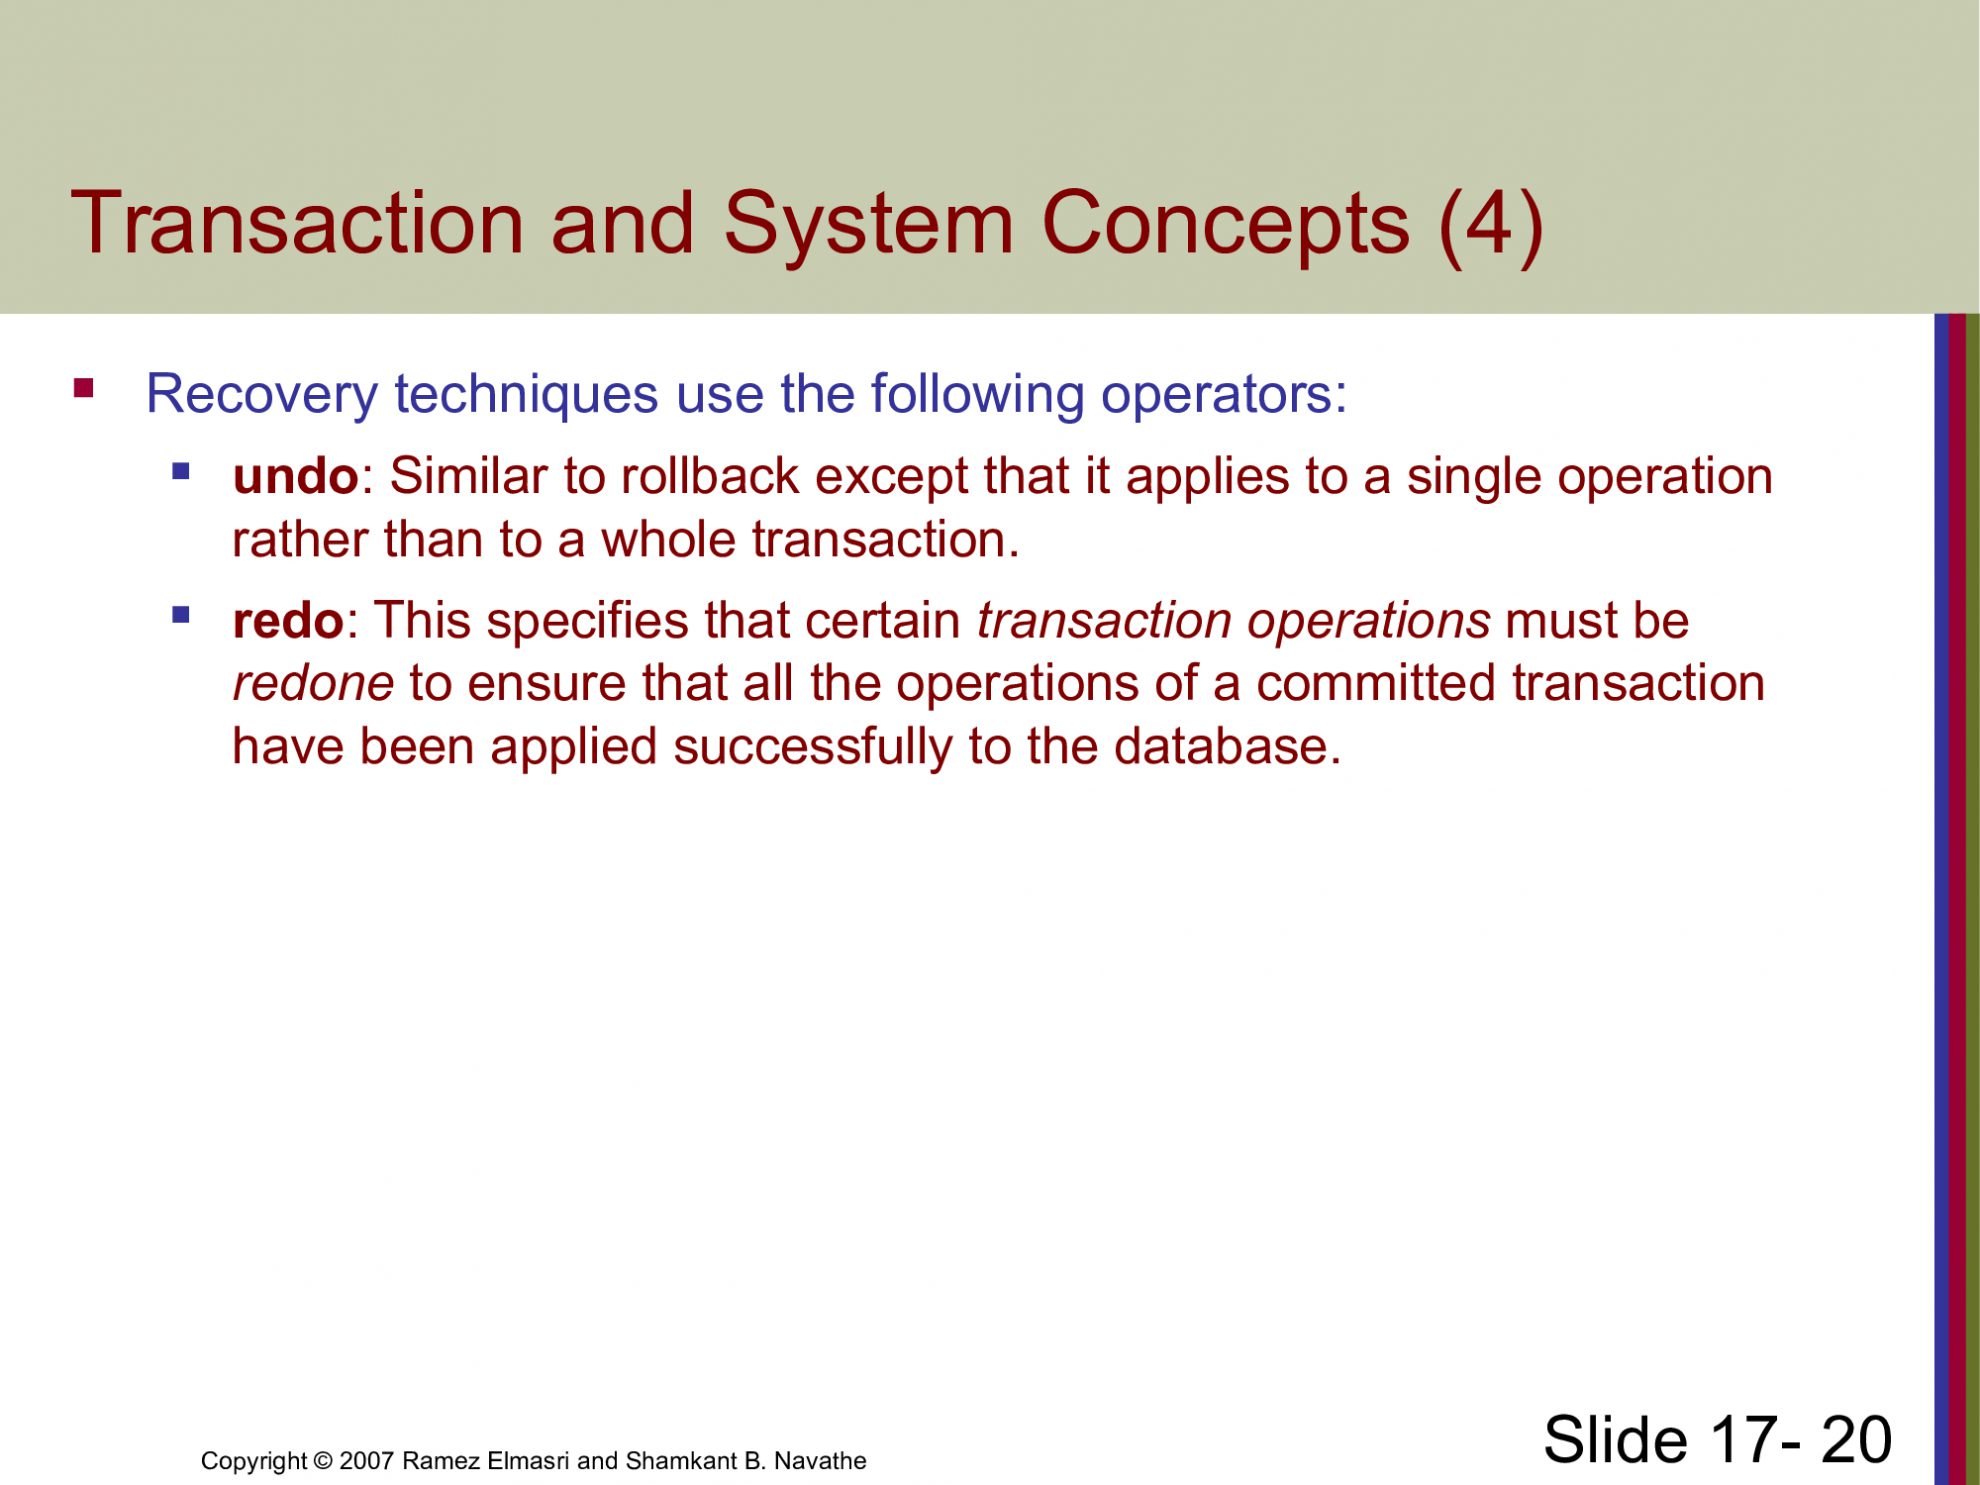 Transaction and System Concepts (4)
Recovery techniques use the following operators:
undo: Similar to rollback except that it applies to a single operation
rather than to a whole transaction.
redo: This specifies that certain transaction operations must be
redone to ensure that all the operations of a committed transaction
have been applied successfully to the database.
Copyright © 2007 Ramez Elmasri and Shamkant B. Navathe
Slide 17- 20